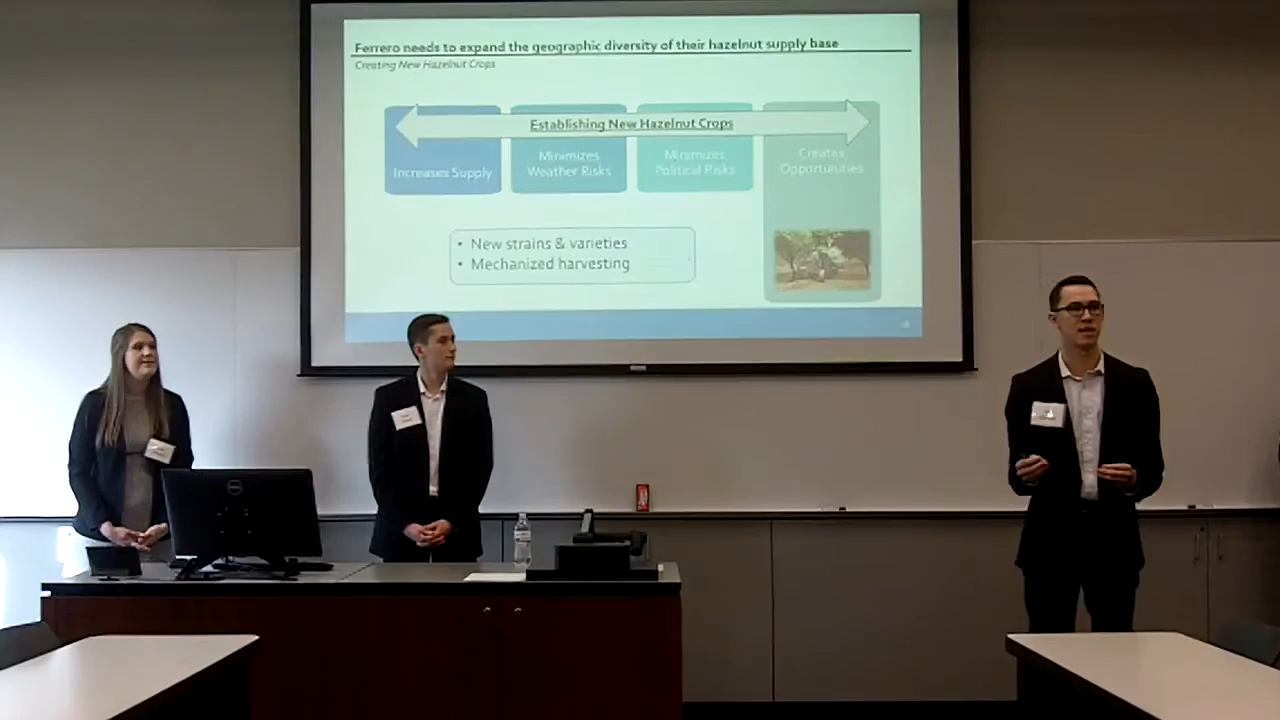 Ferrero needs to expand the geographic diversity of their hazelnut supply base
Creating New Hazelnut Crops
Establishing New Hazelnut Crops
Increases Supply
Minimizes
Weather Risks
Minimizes
Political Risks
Creates
Opportunities
• New strains & varieties
• Mechanized harvesting
DELL